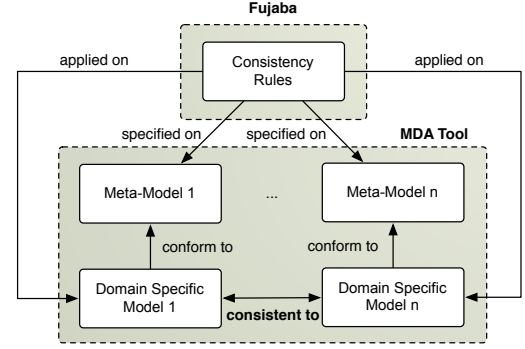 Fujaba
applied on
Consistency
Rules
applied on
specified on
specified on
MDA Tool
Meta-Model 1
...
Meta-Model n
conform to
conform to
Domain Specific
Model 1
consistent to
Domain Specific
Model n